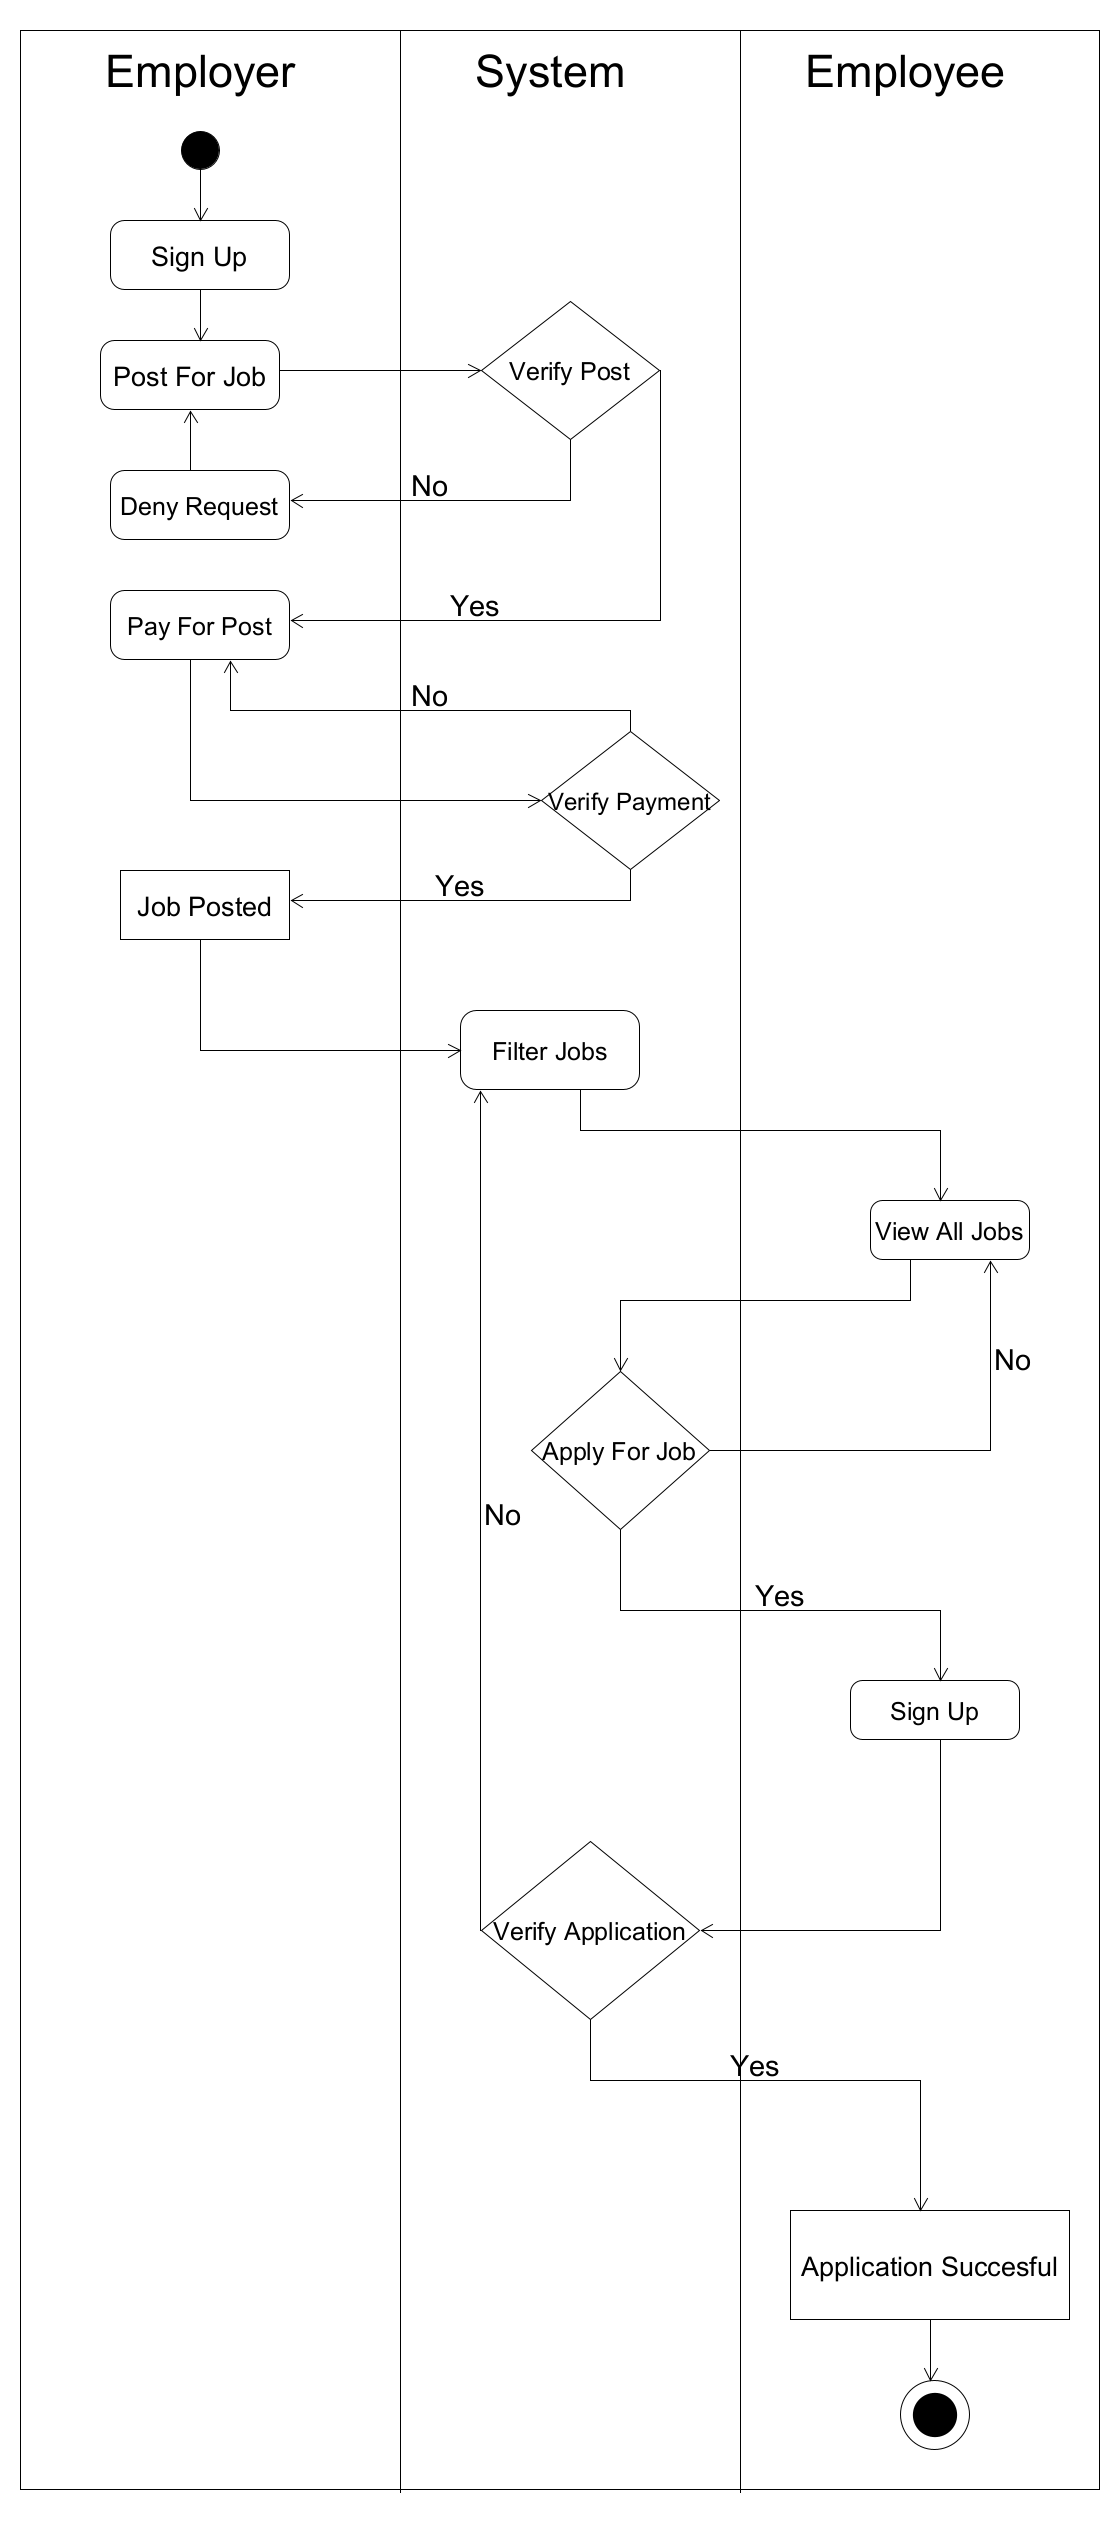 Employer
System
Employee
Sign Up
Post For Job
Verify Post
No
Deny Request
Yes
Pay For Post
No
Verify Payment
Yes
Job Posted
Filter Jobs
View All Jobs
No
Apply For Job
No
Yes
Sign Up
Verify Application
Yes
Application Succesful